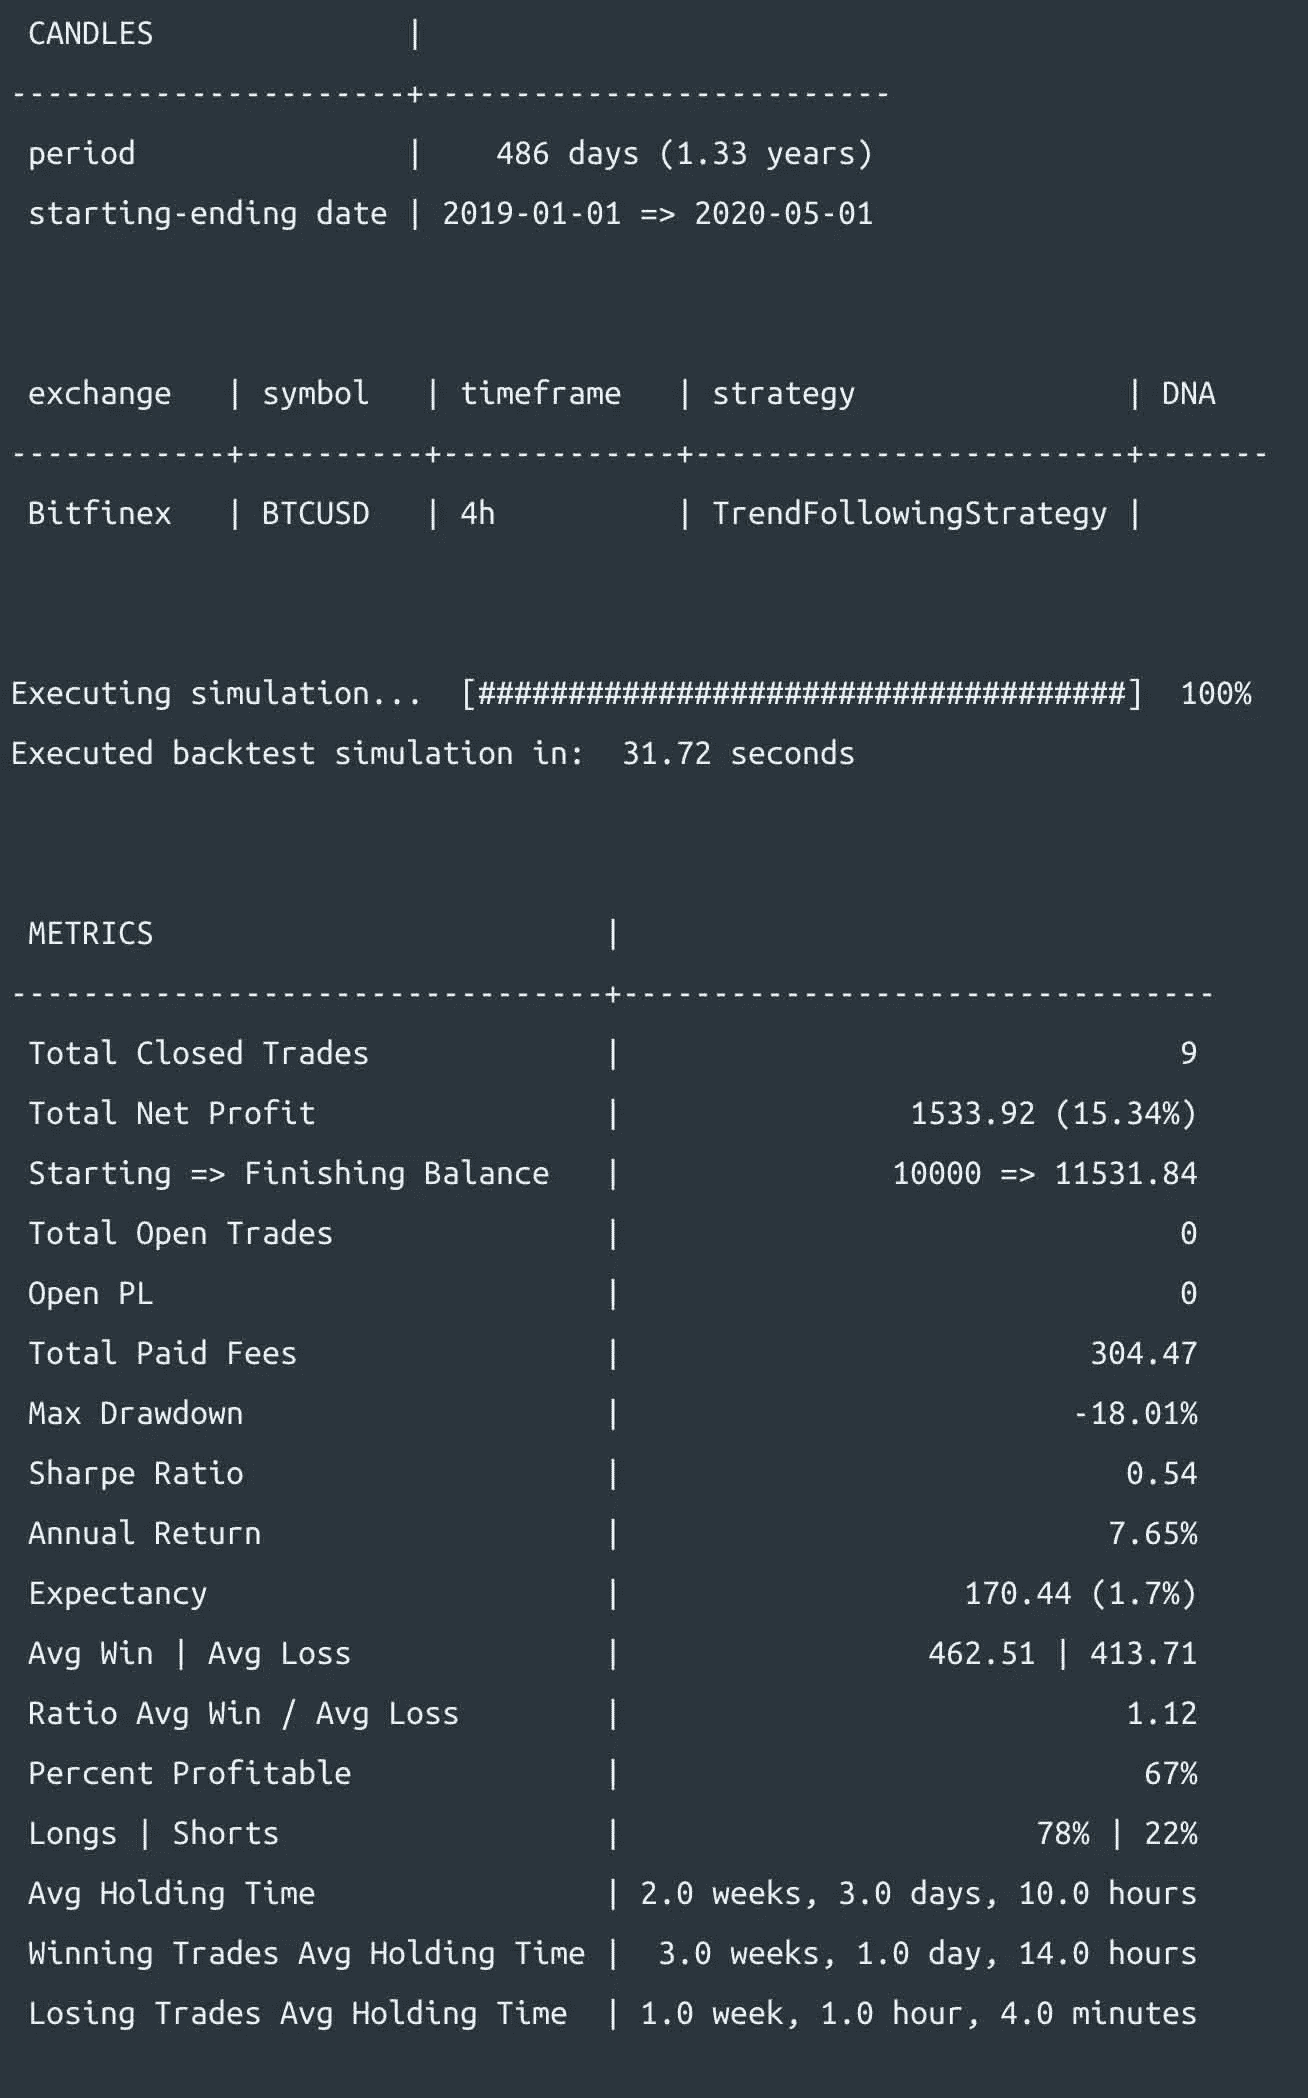 CANDLES              |
----------------------+--------------------------
period               |    486 days (1.33 years)
starting-ending date | 2019-01-01 => 2020-05-01
exchange   | symbol   | timeframe   | strategy               | DNA
------------+----------+-------------+------------------------+-------
Bitfinex   | BTCUSD   | 4h          | TrendFollowingStrategy |
Executing simulation...  [####################################]  100%
Executed backtest simulation in:  31.72 seconds
METRICS                         |
---------------------------------+---------------------------------
Total Closed Trades             |                               9
Total Net Profit                |                1533.92 (15.34%)
Starting => Finishing Balance   |               10000 => 11531.84
Total Open Trades               |                               0
Open PL                         |                               0
Total Paid Fees                 |                          304.47
Max Drawdown                    |                         -18.01%
Sharpe Ratio                    |                            0.54
Annual Return                   |                           7.65%
Expectancy                      |                   170.44 (1.7%)
Avg Win | Avg Loss              |                 462.51 | 413.71
Ratio Avg Win / Avg Loss        |                            1.12
Percent Profitable              |                             67%
Longs | Shorts                  |                       78% | 22%
Avg Holding Time                | 2.0 weeks, 3.0 days, 10.0 hours
Winning Trades Avg Holding Time |  3.0 weeks, 1.0 day, 14.0 hours
Losing Trades Avg Holding Time  | 1.0 week, 1.0 hour, 4.0 minutes